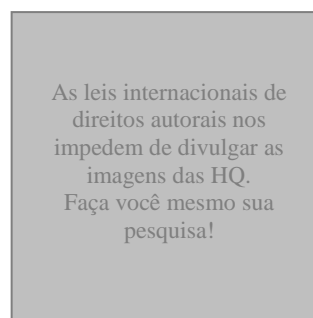 As leis internacionais de
direitos autorais nos
impedem de divulgar as
imagens das HQ.
Faça você mesmo sua
pesquisa!